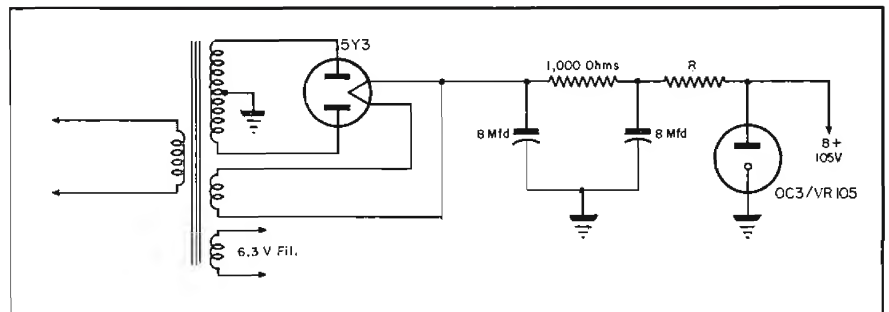 5Y3
1,000 Ohms
R
8 Mfd
8 Mfd
B+
105V
OC3/VR105
6.3 V Fil.